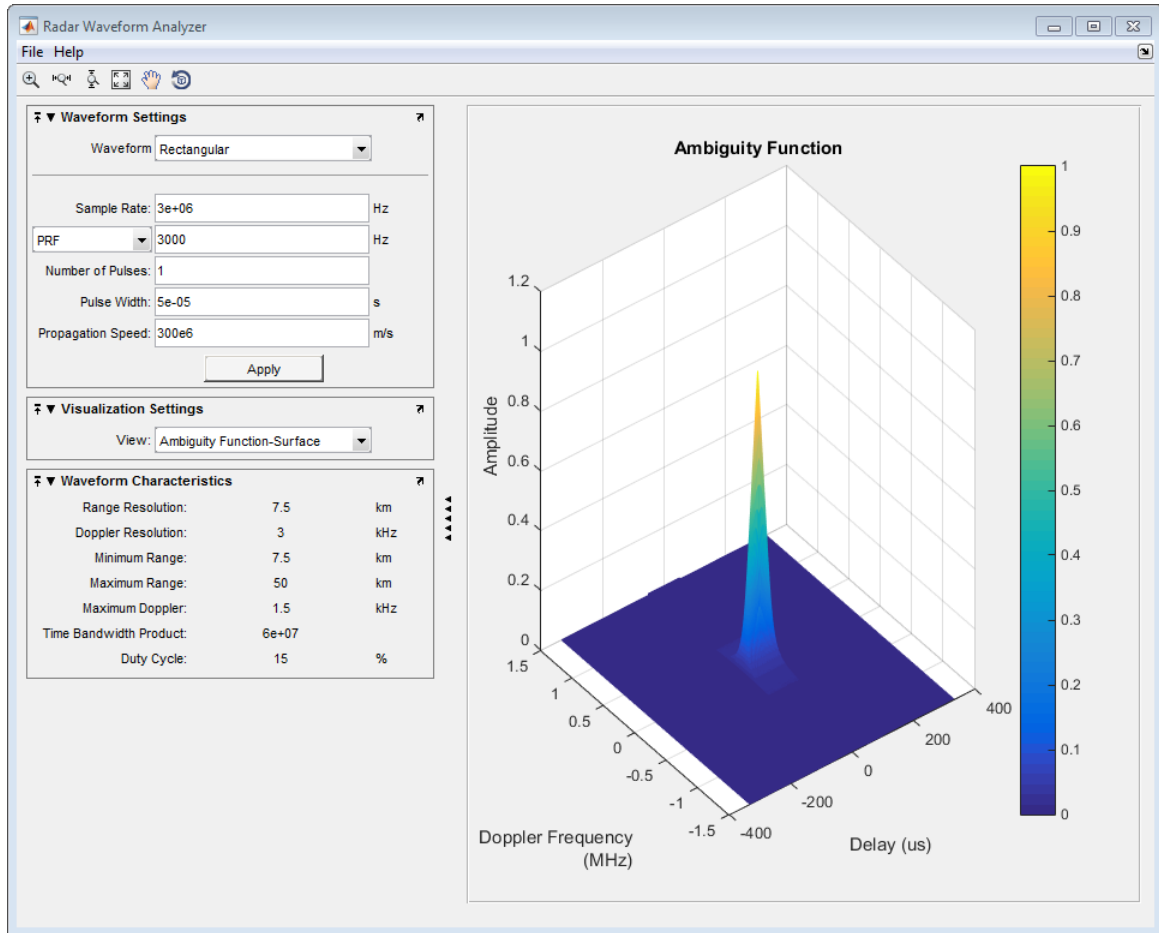 Radar Waveform Analyzer
File Help
Waveform Settings
Waveform Rectangular
Sample Rate: 3e+06 Hz
PRF 3000 Hz
Number of Pulses: 1
Pulse Width: 5e-05 s
Propagation Speed: 300e6 m/s
Apply
Visualization Settings
View: Ambiguity Function-Surface
Waveform Characteristics
Range Resolution: 7.5 km
Doppler Resolution: 3 kHz
Minimum Range: 7.5 km
Maximum Range: 50 km
Maximum Doppler: 1.5 kHz
Time Bandwidth Product: 6e+07
Duty Cycle: 15 %
Ambiguity Function
Amplitude
1.2
1
0.8
0.6
0.4
0.2
0
1.5
1
0.5
0
-0.5
-1
-1.5
Doppler Frequency
(MHz)
-400
-200
0
200
400
Delay (us)
1
0.9
0.8
0.7
0.6
0.5
0.4
0.3
0.2
0.1
0